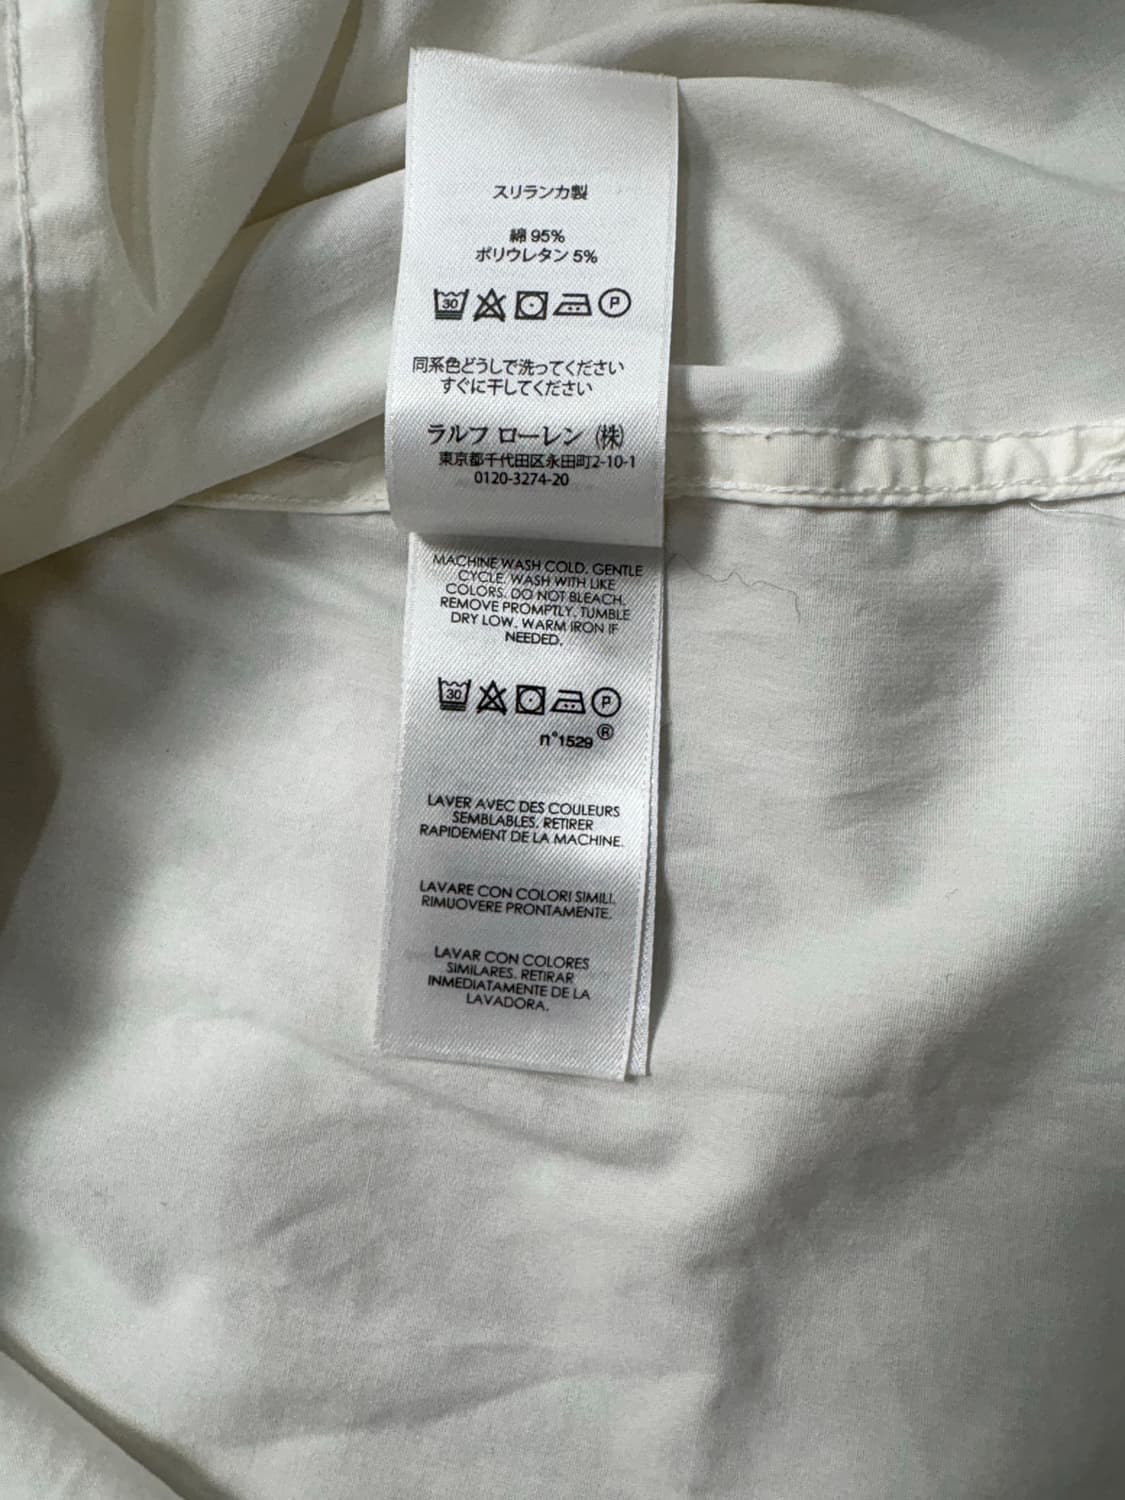 スリランカ製
綿 95%
ポリウレタン 5%
30 P
同系色どうしで洗ってください
すぐに干してください
ラルフ ローレン (株)
東京都千代田区永田町2-10-1
0120-3274-20
MACHINE WASH COLD, GENTLE
CYCLE. WASH WITH LIKE
COLORS. DO NOT BLEACH.
REMOVE PROMPTLY. TUMBLE
DRY LOW. WARM IRON IF
NEEDED.
30 P
n°1529 ®
LAVER AVEC DES COULEURS
SEMBLABLES. RETIRER
RAPIDEMENT DE LA MACHINE.
LAVARE CON COLORI SIMILI.
RIMUOVERE PRONTAMENTE.
LAVAR CON COLORES
SIMILARES. RETIRAR
INMEDIATAMENTE DE LA
LAVADORA.